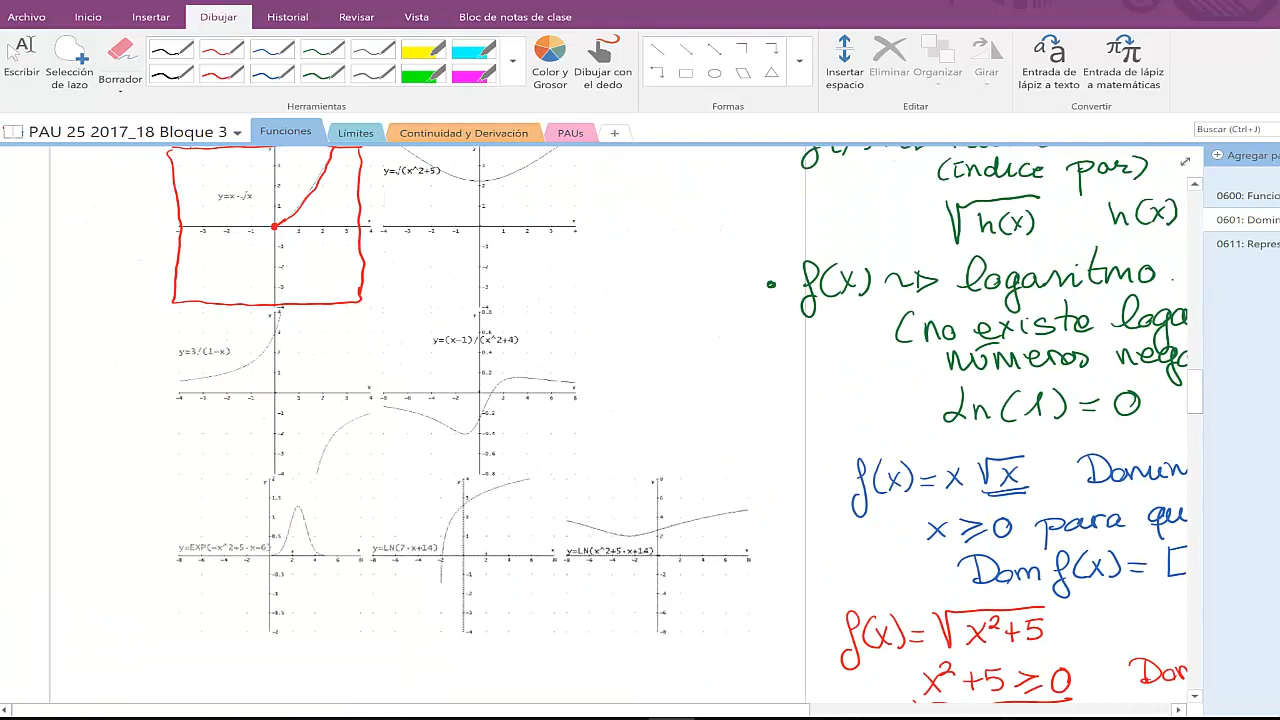 Archivo Inicio Insertar Dibujar Historial Revisar Vista Bloc de notas de clase
Escribir
Selección de lazo
Borrador
Color y Grosor
Dibujar con el dedo
Insertar espacio
Eliminar
Organizar
Girar
Entrada de lápiz a texto
Entrada de lápiz a matemáticas
Herramientas Formas Editar Convertir
PAU 25 2017_18 Bloque 3 Funciones Límites Continuidad y Derivación PAUs + Buscar (Ctrl+J)
Agregar pá
0600: Funcio
0601: Domin
0611: Repres
y=x·√x
y=√(x^2+5)
y=3/(1-x)
y=(x-1)/(x^2+4)
y=EXP(-x^2+5·x-6)
y=LN(7·x+14)
y=LN(x^2+5·x+14)
(índice par)
√h(x) h(x)
• f(x) ⇝ logaritmo.
(no existe loga
números nega
Ln(1) = 0
f(x) = x √x Domin
x ≥ 0 para qu
Dom f(x) = [
f(x) = √x²+5
x² + 5 ≥ 0 Dom